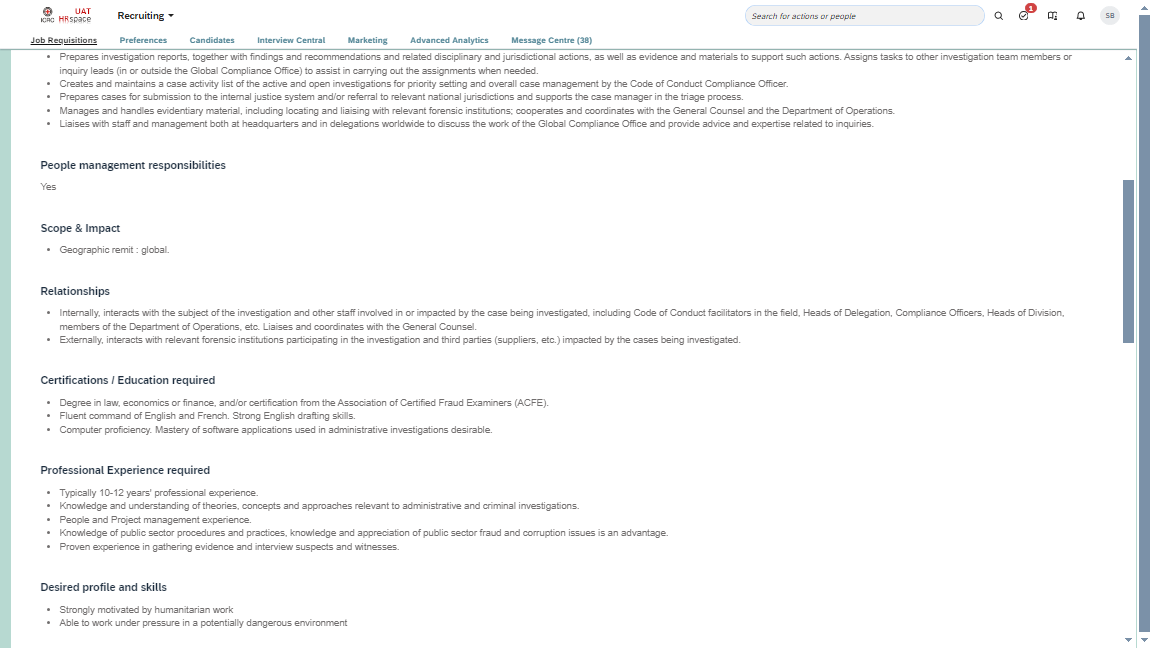 ICRC
UAT
HRspace
Recruiting
Search for actions or people
1
SB
Job Requisitions
Preferences
Candidates
Interview Central
Marketing
Advanced Analytics
Message Centre (38)
Prepares investigation reports, together with findings and recommendations and related disciplinary and jurisdictional actions, as well as evidence and materials to support such actions. Assigns tasks to other investigation team members or
inquiry leads (in or outside the Global Compliance Office) to assist in carrying out the assignments when needed.
Creates and maintains a case activity list of the active and open investigations for priority setting and overall case management by the Code of Conduct Compliance Officer.
Prepares cases for submission to the internal justice system and/or referral to relevant national jurisdictions and supports the case manager in the triage process.
Manages and handles evidentiary material, including locating and liaising with relevant forensic institutions; cooperates and coordinates with the General Counsel and the Department of Operations.
Liaises with staff and management both at headquarters and in delegations worldwide to discuss the work of the Global Compliance Office and provide advice and expertise related to inquiries.
People management responsibilities
Yes
Scope & Impact
Geographic remit : global.
Relationships
Internally, interacts with the subject of the investigation and other staff involved in or impacted by the case being investigated, including Code of Conduct facilitators in the field, Heads of Delegation, Compliance Officers, Heads of Division,
members of the Department of Operations, etc. Liaises and coordinates with the General Counsel.
Externally, interacts with relevant forensic institutions participating in the investigation and third parties (suppliers, etc.) impacted by the cases being investigated.
Certifications / Education required
Degree in law, economics or finance, and/or certification from the Association of Certified Fraud Examiners (ACFE).
Fluent command of English and French. Strong English drafting skills.
Computer proficiency. Mastery of software applications used in administrative investigations desirable.
Professional Experience required
Typically 10-12 years' professional experience.
Knowledge and understanding of theories, concepts and approaches relevant to administrative and criminal investigations.
People and Project management experience.
Knowledge of public sector procedures and practices, knowledge and appreciation of public sector fraud and corruption issues is an advantage.
Proven experience in gathering evidence and interview suspects and witnesses.
Desired profile and skills
Strongly motivated by humanitarian work
Able to work under pressure in a potentially dangerous environment